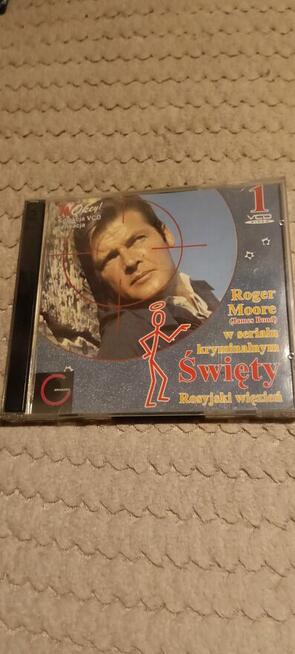 Okey!
VCD
1
VCD
Roger
Moore
(James Bond)
w serialu
kryminalnym
Święty
Rosyjski więzień